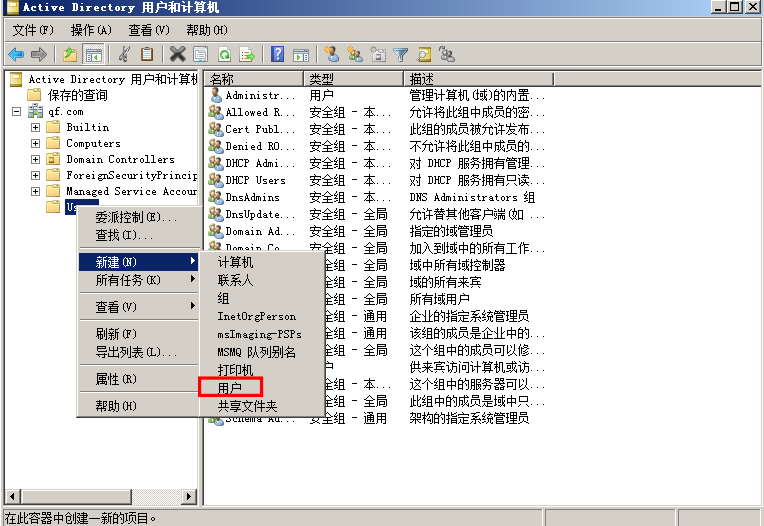 Active Directory 用户和计算机
文件(F) 操作(A) 查看(V) 帮助(H)
Active Directory 用户和计算机
保存的查询
qf.com
Builtin
Computers
Domain Controllers
ForeignSecurityPrincip
Managed Service Accoun
委派控制(E)...
查找(I)...
新建(N)
所有任务(K)
查看(V)
刷新(F)
导出列表(L)...
属性(R)
帮助(H)
计算机
联系人
组
InetOrgPerson
msImaging-PSPs
MSMQ 队列别名
打印机
用户
共享文件夹
名称 类型 描述
Administr... 用户 管理计算机(域)的内置...
Allowed R... 安全组 - 本... 允许将此组中成员的密...
Cert Publ... 安全组 - 本... 此组的成员被允许发布...
Denied RO... 安全组 - 本... 不允许将此组中成员的...
DHCP Admi... 安全组 - 本... 对 DHCP 服务拥有管理...
DHCP Users 安全组 - 本... 对 DHCP 服务拥有只读...
DnsAdmins 安全组 - 本... DNS Administrators 组
DnsUpdate... 安全组 - 全局 允许替其他客户端(如 ...
Domain Ad... 安全组 - 全局 指定的域管理员
Domain Co... 安全组 - 全局 加入到域中的所有工作...
全组 - 全局 域中所有域控制器
全组 - 全局 域的所有来宾
全组 - 全局 所有域用户
全组 - 通用 企业的指定系统管理员
全组 - 通用 该组的成员是企业中的...
全组 - 全局 这个组中的成员可以修...
户 供来宾访问计算机或访...
全组 - 本... 这个组中的服务器可以...
全组 - 全局 此组中的成员是域中只...
Schema Ad... 安全组 - 通用 架构的指定系统管理员
在此容器中创建一新的项目。